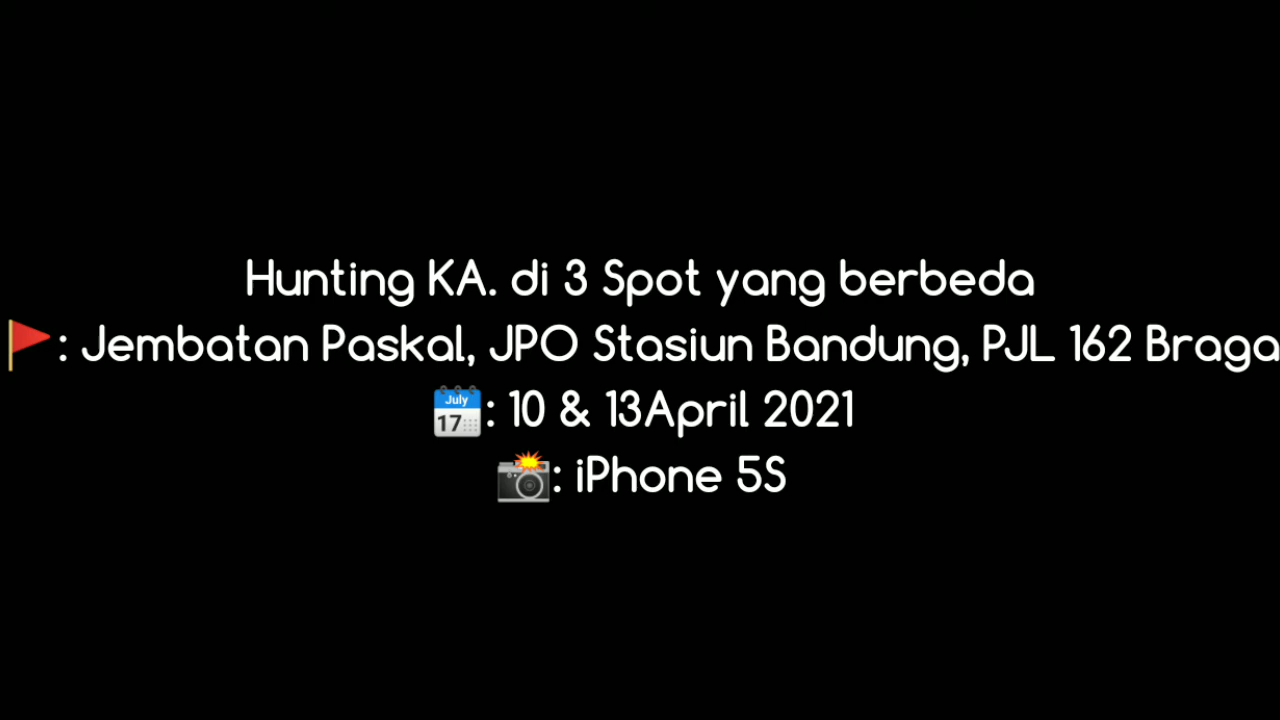 Hunting KA. di 3 Spot yang berbeda
🚩: Jembatan Paskal, JPO Stasiun Bandung, PJL 162 Braga
📅: 10 & 13April 2021
📸: iPhone 5S